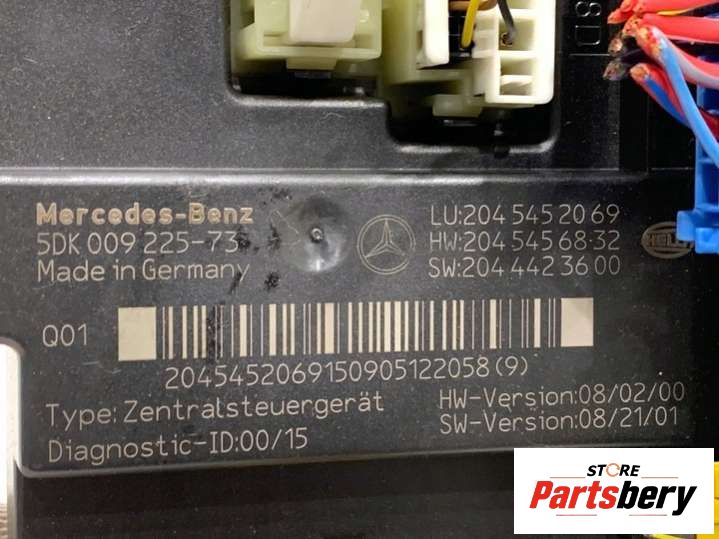 Mercedes-Benz
5DK 009 225-73
Made in Germany
LU:204 545 20 69
HW:204 545 68-32
SW:204 442 36 00
HELLA
Q01
2045452069150905122058 (9)
Type: Zentralsteuergerät
Diagnostic-ID:00/15
HW-Version:08/02/00
SW-Version:08/21/01
STORE
Partsbery